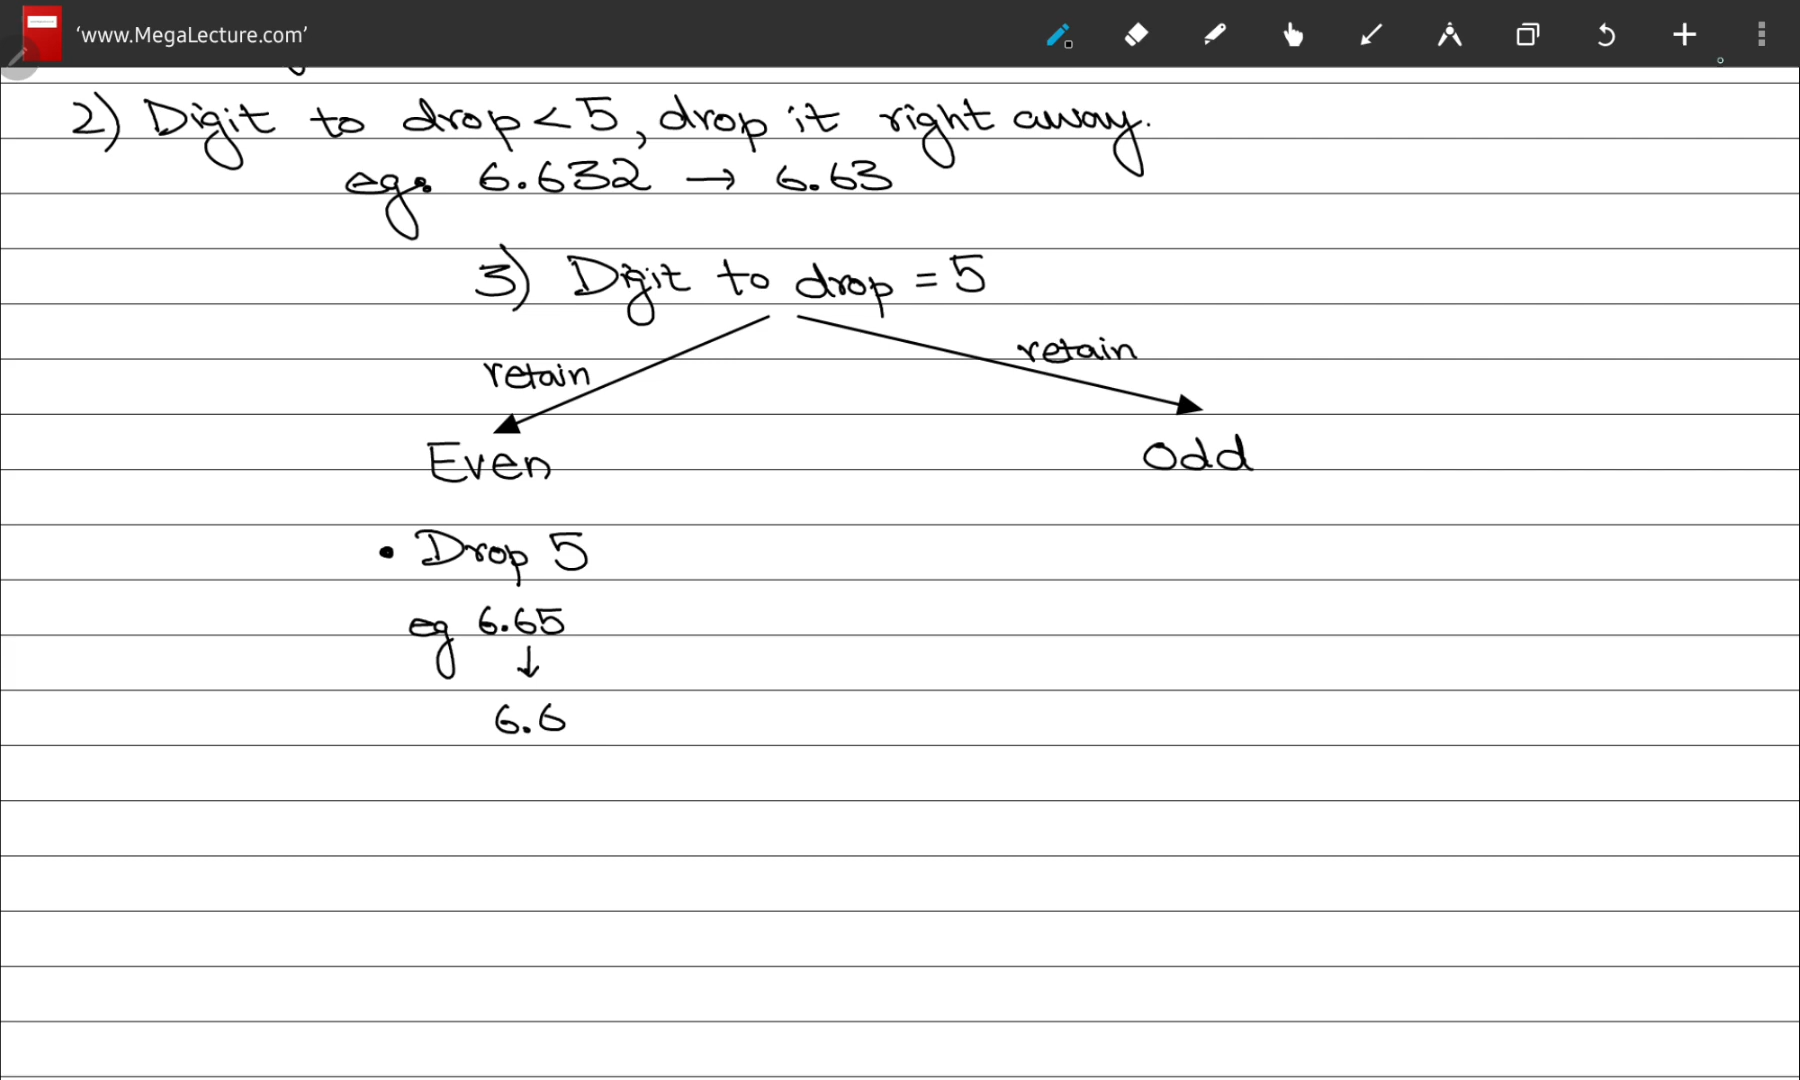 'www.MegaLecture.com'
2) Digit to drop < 5, drop it right away.
eg. 6.632 → 6.63
3) Digit to drop = 5
retain retain
Even Odd
• Drop 5
eg 6.65
↓
6.6